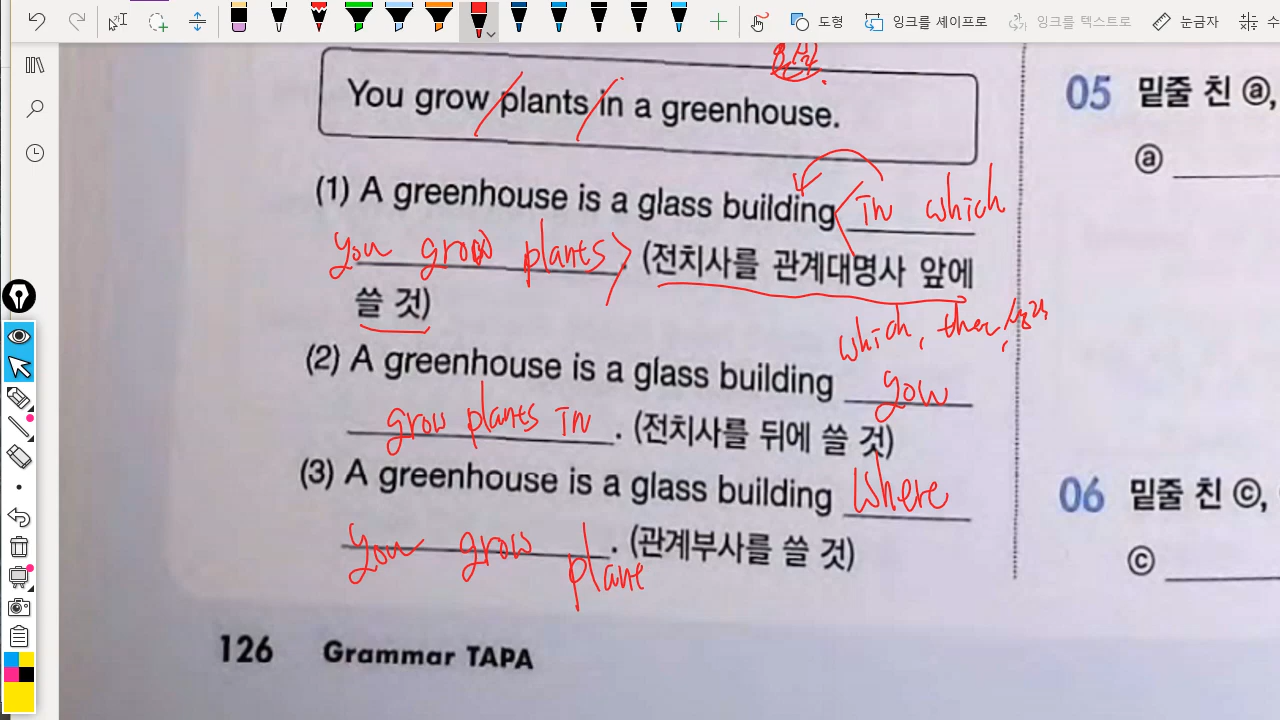 도형
잉크를 셰이프로
잉크를 텍스트로
눈금자
수
온실
You grow plants in a greenhouse.
(1) A greenhouse is a glass building in which
you grow plants. (전치사를 관계대명사 앞에
쓸 것)
which,
(2) A greenhouse is a glass building gow
grow plants in. (전치사를 뒤에 쓸 것)
(3) A greenhouse is a glass building where
you grow plant. (관계부사를 쓸 것)
126 Grammar TAPA
05 밑줄 친 ⓐ,
ⓐ
06 밑줄 친 ⓒ,
ⓒ